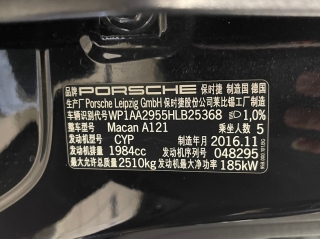 品牌 PORSCHE 保时捷 制造国 德国
生产厂 Porsche Leipzig GmbH 保时捷股份公司莱比锡工厂制造
车辆识别代号 WP1AA2955HLB25368 1,0%
整车型号 Macan A121 乘坐人数 5
发动机型号 CYP 制造年月 2016.11
发动机排量 1984cc 发动机序列号 048295
最大允许总质量 2510kg 发动机最大净功率 185kW